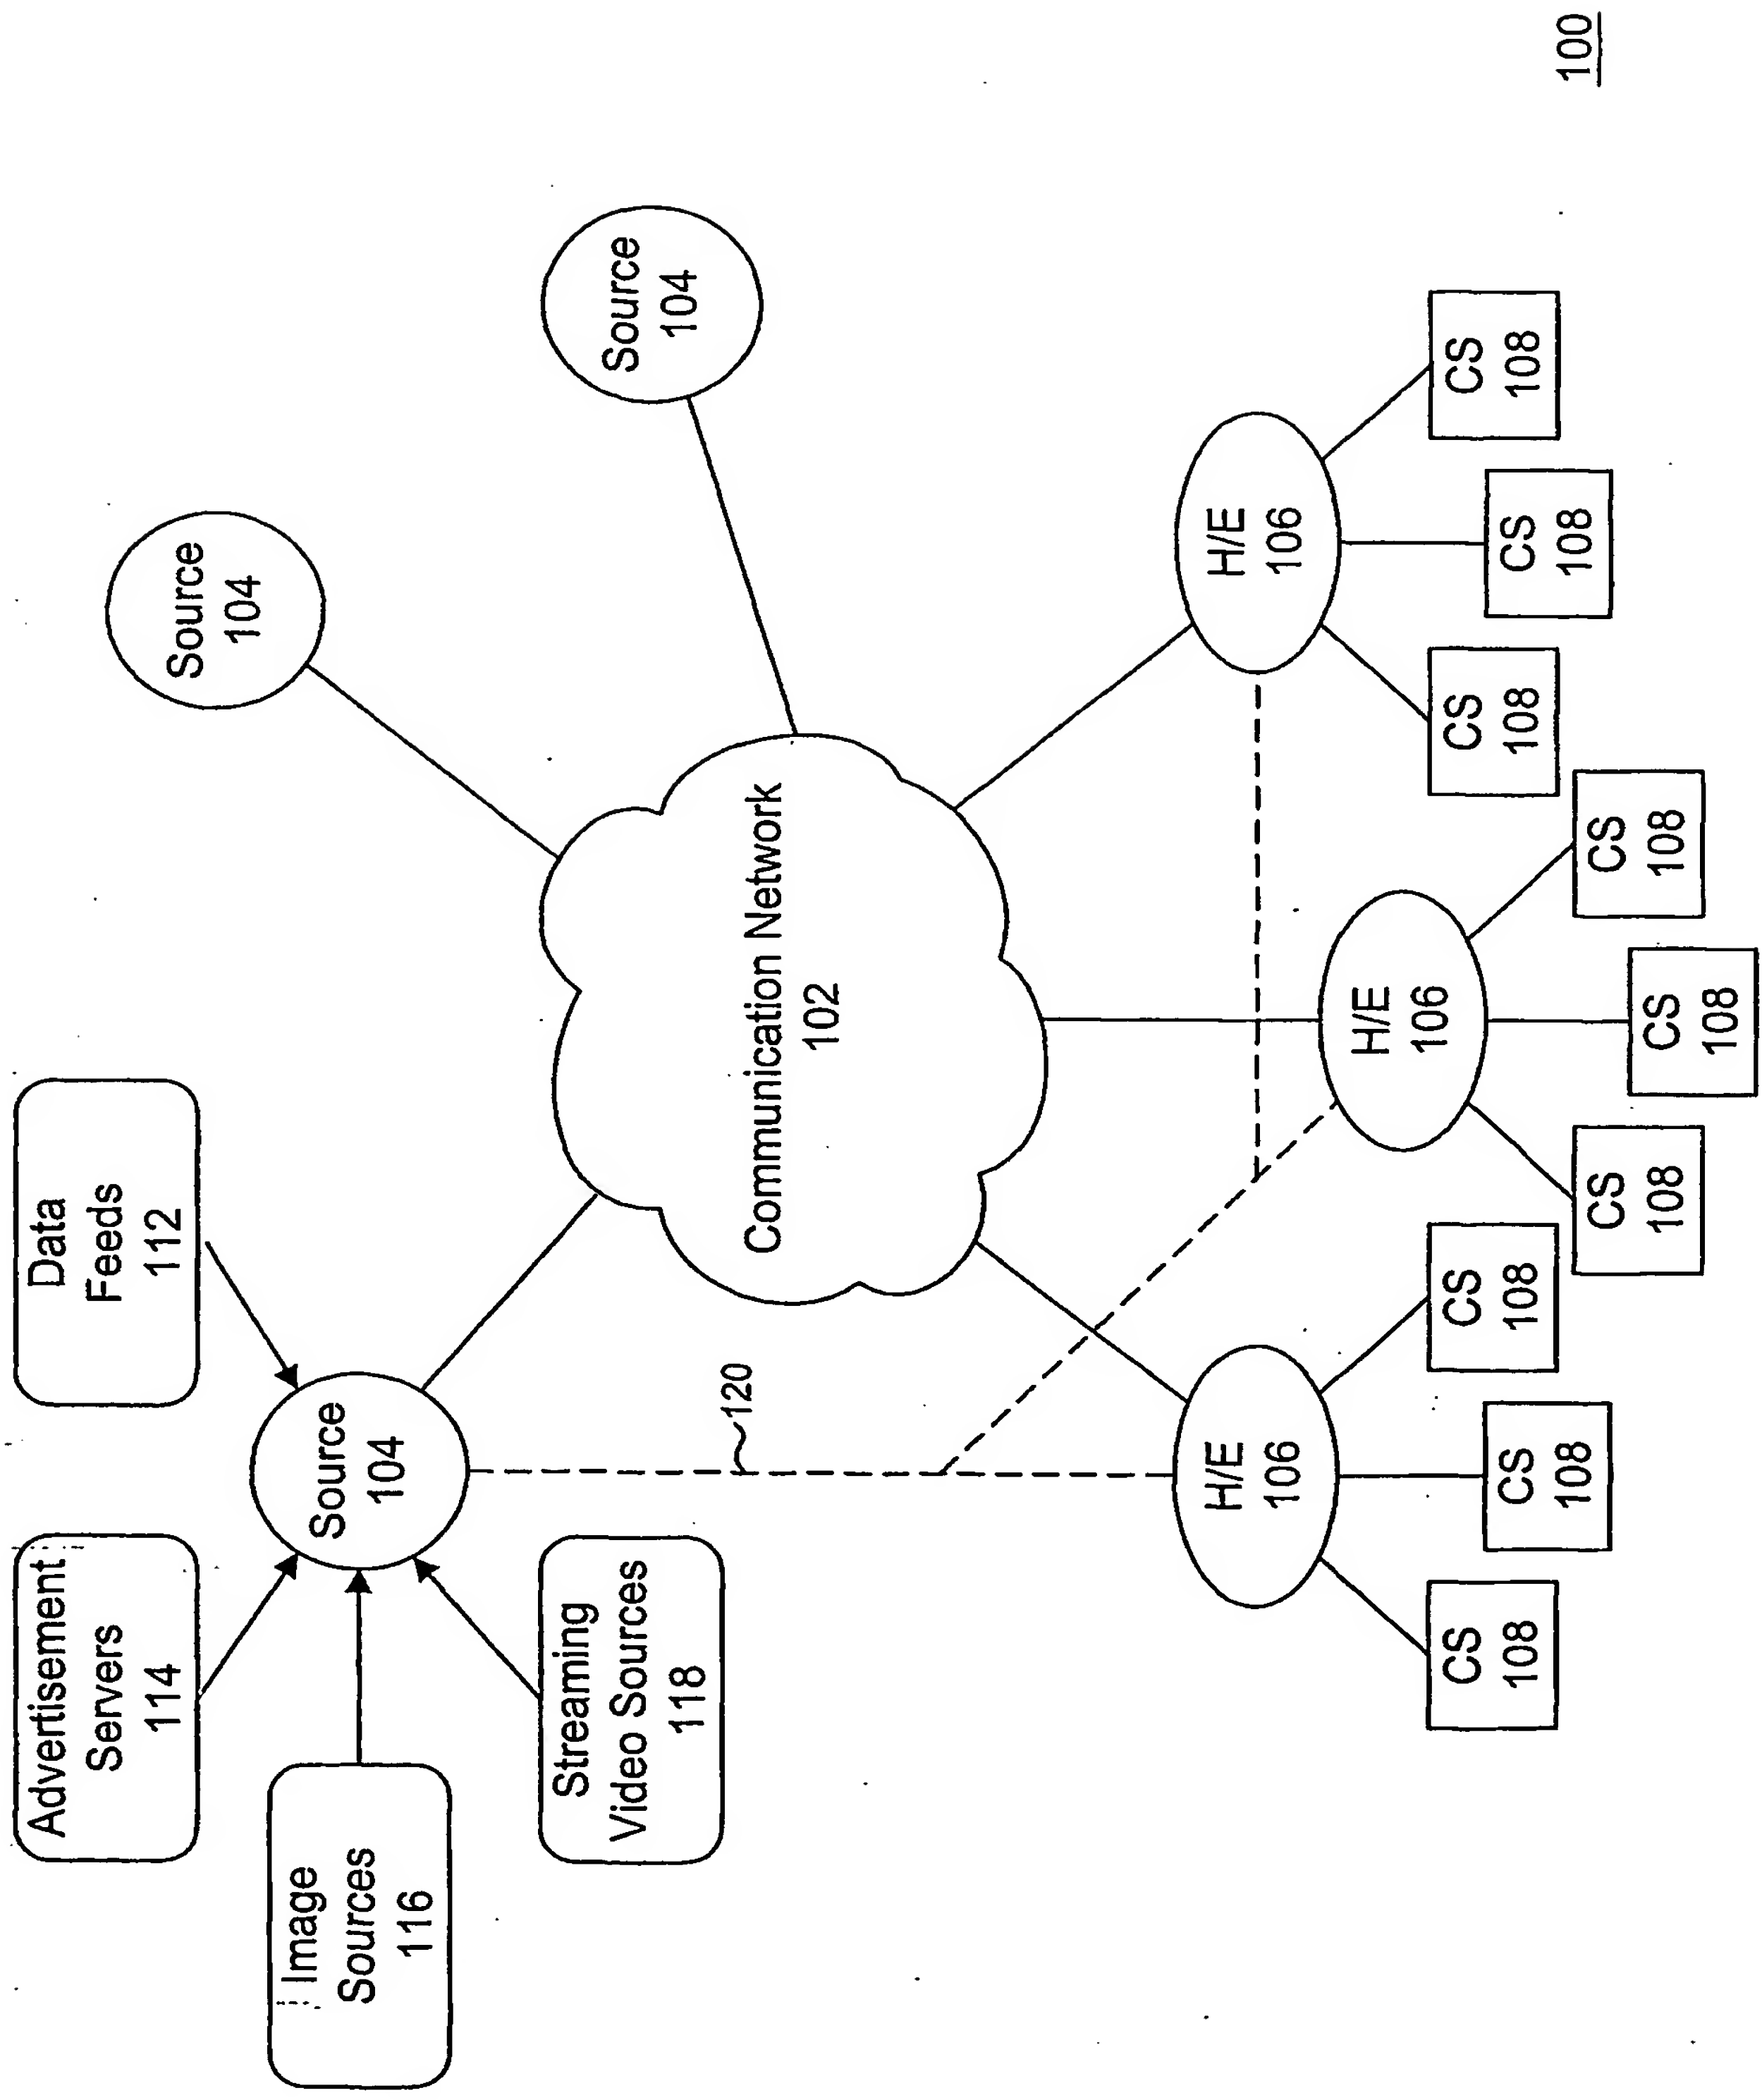 100
Advertisement
Servers
114
Data
Feeds
112
Source
104
Image
Sources
116
Source
104
Source
104
Streaming
Video Sources
118
120
Communication Network
102
H/E
106
H/E
106
H/E
106
CS
108
CS
108
CS
108
CS
108
CS
108
CS
108
CS
108
CS
108
CS
108